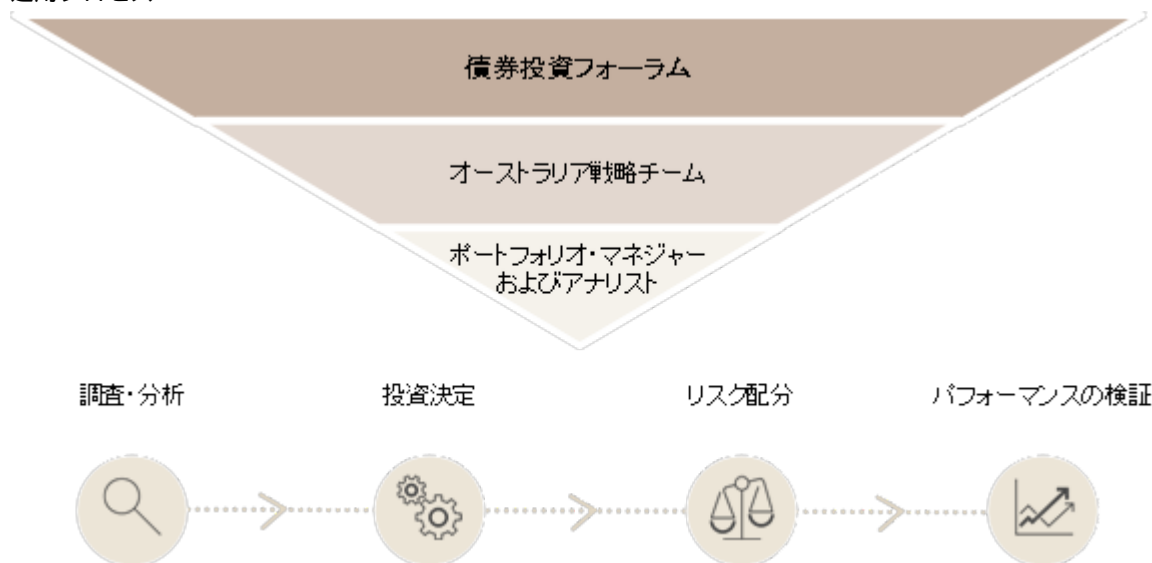 債券投資フォーラム
オーストラリア戦略チーム
ポートフォリオ・マネジャー
およびアナリスト
調査・分析
投資決定
リスク配分
パフォーマンスの検証